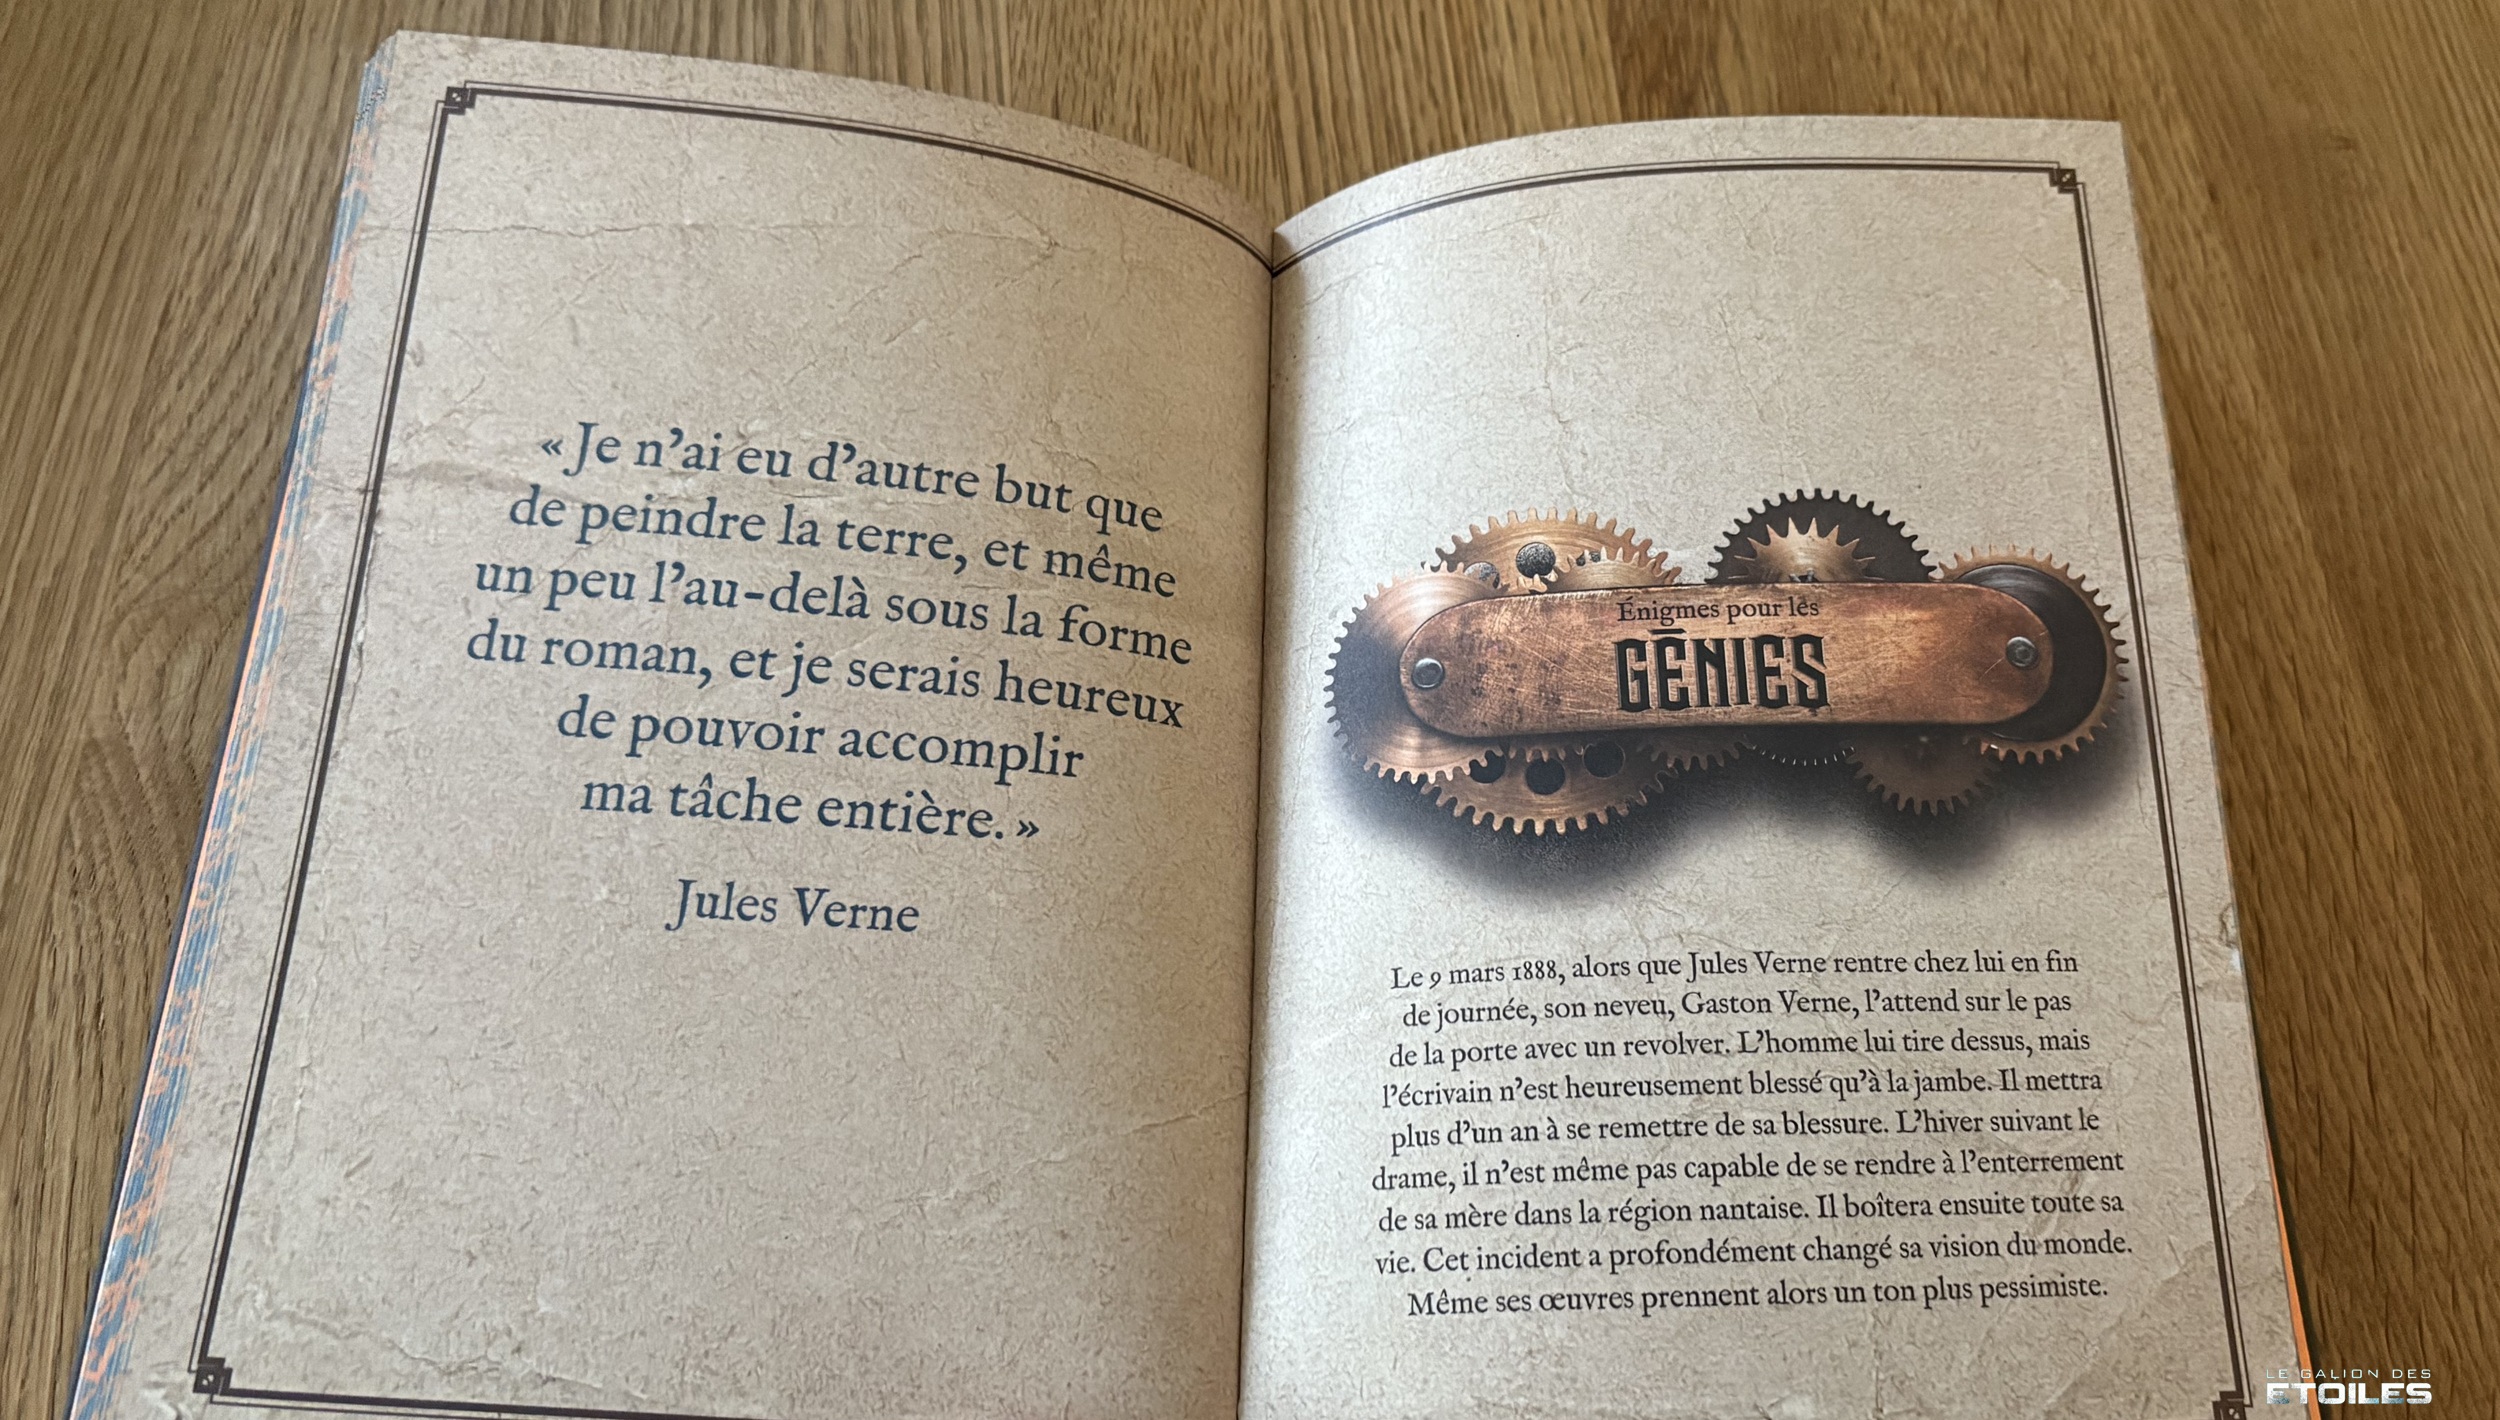 « Je n’ai eu d’autre but que
de peindre la terre, et même
un peu l’au-delà sous la forme
du roman, et je serais heureux
de pouvoir accomplir
ma tâche entière. »
Jules Verne
Énigmes pour les
GÉNIES
Le 9 mars 1888, alors que Jules Verne rentre chez lui en fin
de journée, son neveu, Gaston Verne, l’attend sur le pas
de la porte avec un revolver. L’homme lui tire dessus, mais
l’écrivain n’est heureusement blessé qu’à la jambe. Il mettra
plus d’un an à se remettre de sa blessure. L’hiver suivant le
drame, il n’est même pas capable de se rendre à l’enterrement
de sa mère dans la région nantaise. Il boîtera ensuite toute sa
vie. Cet incident a profondément changé sa vision du monde.
Même ses œuvres prennent alors un ton plus pessimiste.
LE GALION DES
ETOILES